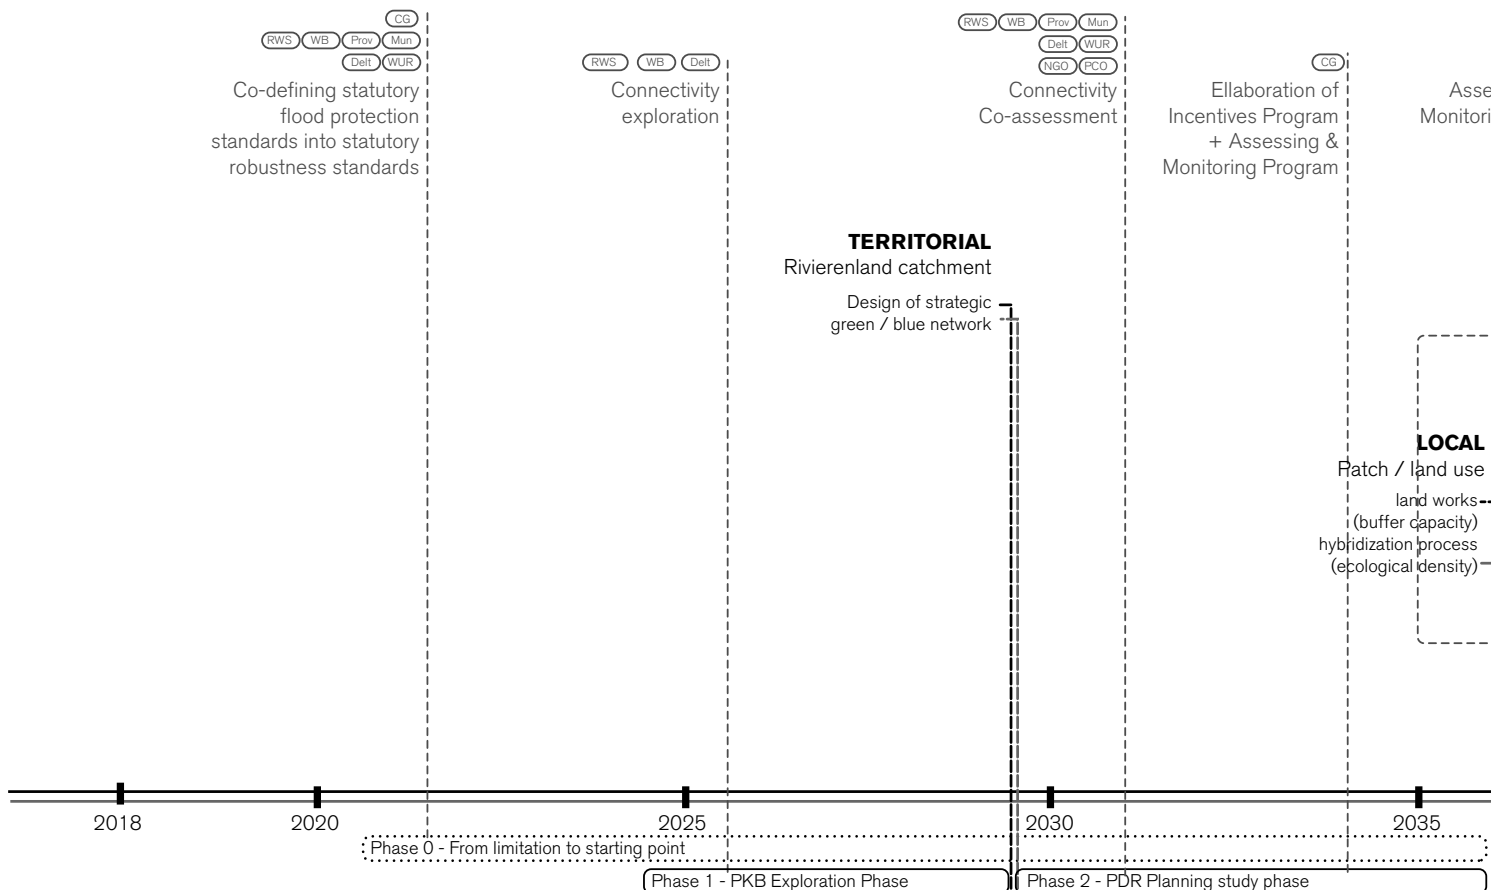 CG
RWS WB Prov Mun
Delt WUR
Co-defining statutory
flood protection
standards into statutory
robustness standards
RWS WB Delt
Connectivity
exploration
RWS WB Prov Mun
Delt WUR
NGO PCO
Connectivity
Co-assessment
CG
Ellaboration of
Incentives Program
+ Assessing &
Monitoring Program
Asse
Monitori
TERRITORIAL
Rivierenland catchment
Design of strategic
green / blue network
LOCAL
Patch / land use
land works
(buffer capacity)
hybridization process
(ecological density)
2018 2020 2025 2030 2035
Phase 0 - From limitation to starting point
Phase 1 - PKB Exploration Phase
Phase 2 - PDR Planning study phase